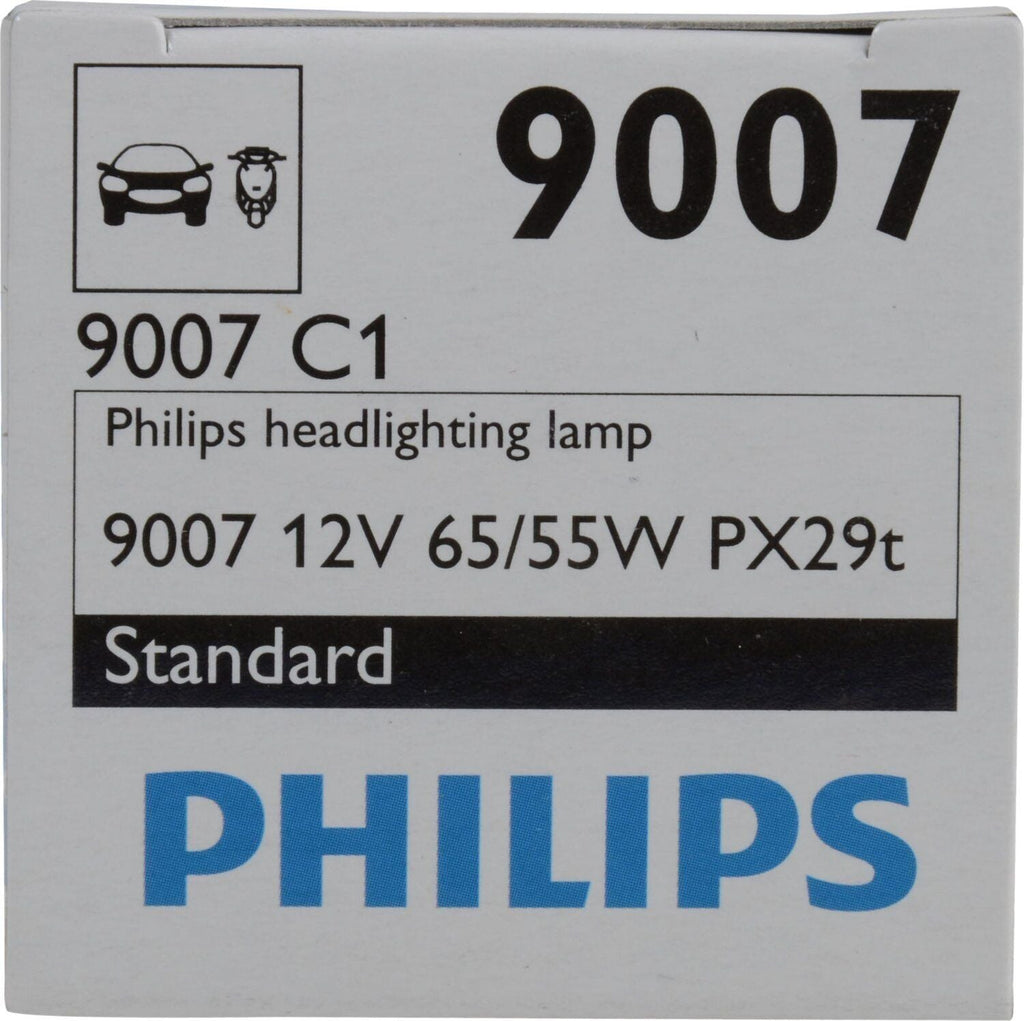 9007
9007 C1
Philips headlighting lamp
9007 12V 65/55W PX29t
Standard
PHILIPS